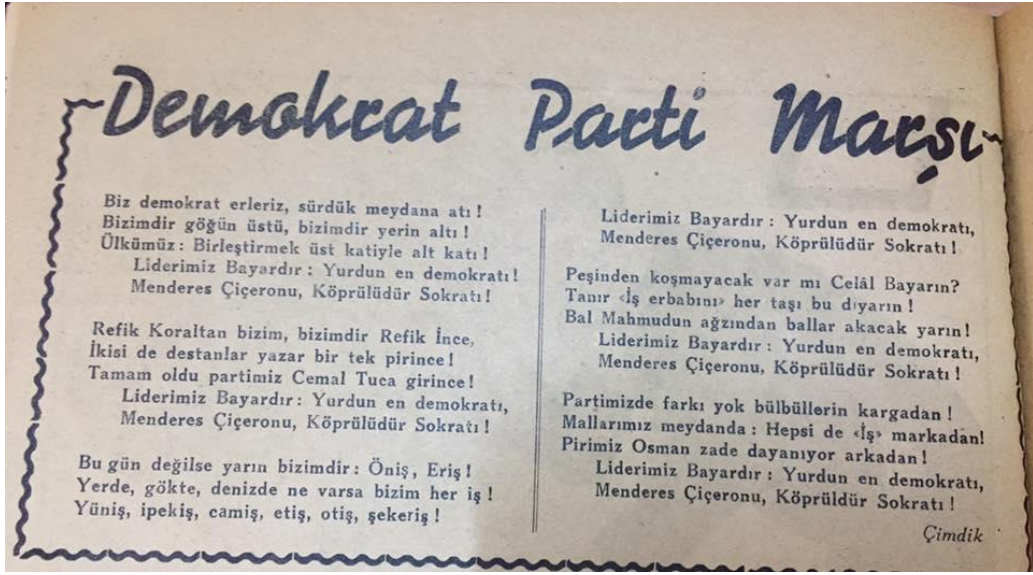 Demokrat Parti Marşı
Biz demokrat erleriz, sürdük meydana atı !
Bizimdir göğün üstü, bizimdir yerin altı !
Ülkümüz : Birleştirmek üst katiyle alt katı !
Liderimiz Bayardır : Yurdun en demokratı !
Menderes Çiçeronu, Köprülüdür Sokratı !
Refik Koraltan bizim, bizimdir Refik İnce,
İkisi de destanlar yazar bir tek pirince !
Tamam oldu partimiz Cemal Tuca girince !
Liderimiz Bayardır : Yurdun en demokratı,
Menderes Çiçeronu, Köprülüdür Sokratı !
Bu gün değilse yarın bizimdir : Öniş, Eriş !
Yerde, gökte, denizde ne varsa bizim her iş !
Yüniş, ipekiş, camiş, etiş, otiş, şekeriş !
Liderimiz Bayardır : Yurdun en demokratı,
Menderes Çiçeronu, Köprülüdür Sokratı !
Peşinden koşmayacak var mı Celâl Bayarın?
Tanır «İş erbabını» her taşı bu diyarın !
Bal Mahmudun ağzından ballar akacak yarın !
Liderimiz Bayardır : Yurdun en demokratı,
Menderes Çiçeronu, Köprülüdür Sokratı !
Partimizde farkı yok bülbüllerin kargadan !
Mallarımız meydanda : Hepsi de «İş» markadan!
Pirimiz Osman zade dayanıyor arkadan !
Liderimiz Bayardır : Yurdun en demokratı,
Menderes Çiçeronu, Köprüldür Sokratı !
Çimdik